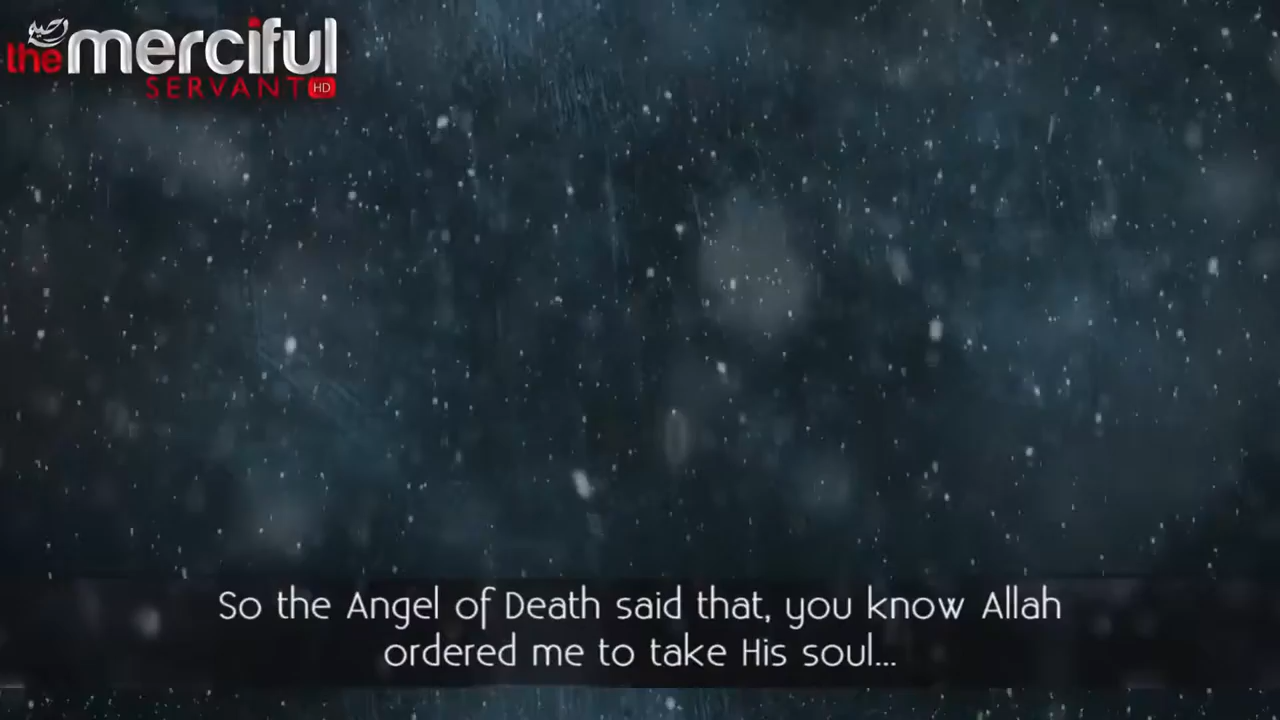 the merciful
SERVANT HD
So the Angel of Death said that, you know Allah
ordered me to take His soul...